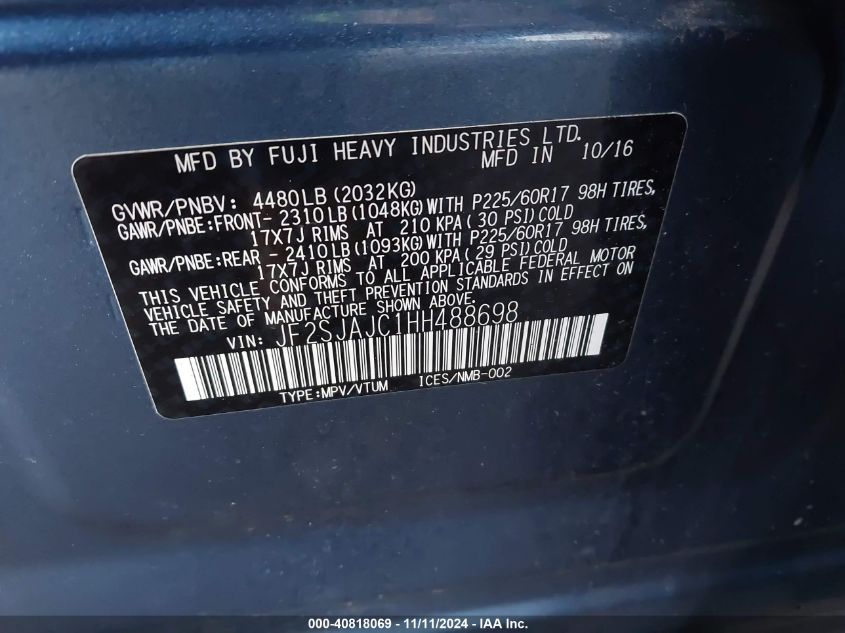 MFD BY FUJI HEAVY INDUSTRIES LTD.
MFD IN 10/16
GVWR/PNBV: 4480LB (2032KG)
GAWR/PNBE:FRONT- 2310LB (1048KG) WITH P225/60R17 98H TIRES,
17X7J RIMS AT 210 KPA (30 PSI) COLD
GAWR/PNBE:REAR - 2410LB (1093KG) WITH P225/60R17 98H TIRES,
17X7J RIMS AT 200 KPA (29 PSI) COLD
THIS VEHICLE CONFORMS TO ALL APPLICABLE FEDERAL MOTOR
VEHICLE SAFETY AND THEFT PREVENTION STANDARDS IN EFFECT ON
THE DATE OF MANUFACTURE SHOWN ABOVE.
VIN: JF2SJAJC1HH488698
TYPE:MPV/VTUM ICES/NMB-002
000-40818069 - 11/11/2024 - IAA Inc.